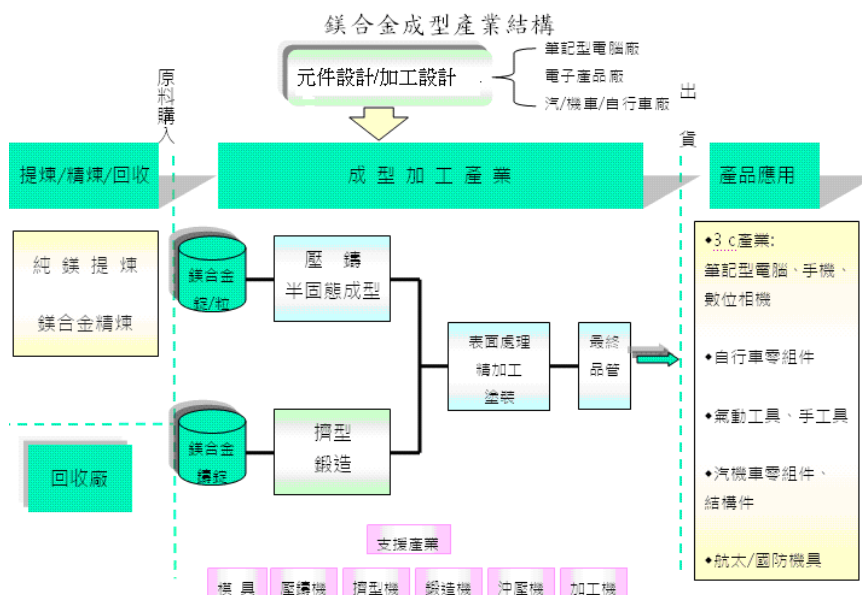 鎂合金成型產業結構
元件設計/加工設計
筆記型電腦廠
電子產品廠
汽/機車/自行車廠
原料購入
出貨
提煉/精煉/回收
成型加工產業
產品應用
純鎂提煉
鎂合金精煉
回收廠
鎂合金
錠/粒
壓鑄
半固態成型
鎂合金
鑄錠
擠型
鍛造
表面處理
精加工
塗裝
最終
品管
◆3 c產業:
筆記型電腦、手機、
數位相機
◆自行車零組件
◆氣動工具、手工具
◆汽機車零組件、
結構件
◆航太/國防機具
支援產業
模具
壓鑄機
擠型機
鍛造機
沖壓機
加工機